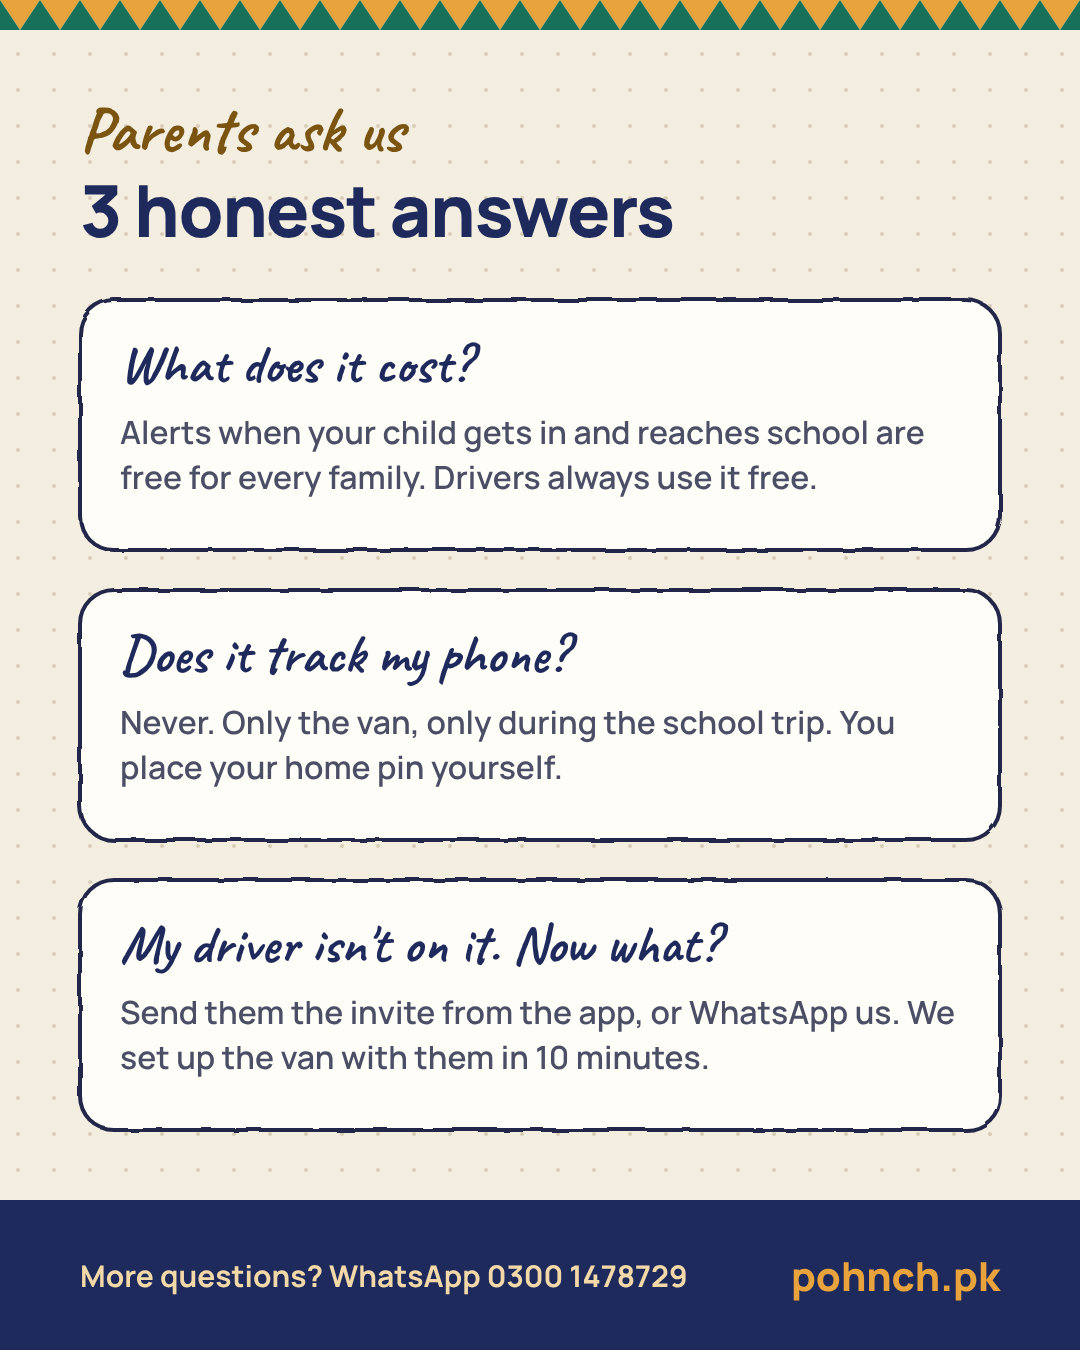 Parents ask us
3 honest answers
What does it cost?
Alerts when your child gets in and reaches school are
free for every family. Drivers always use it free.
Does it track my phone?
Never. Only the van, only during the school trip. You
place your home pin yourself.
My driver isn't on it. Now what?
Send them the invite from the app, or WhatsApp us. We
set up the van with them in 10 minutes.
More questions? WhatsApp 0300 1478729
pohnch.pk